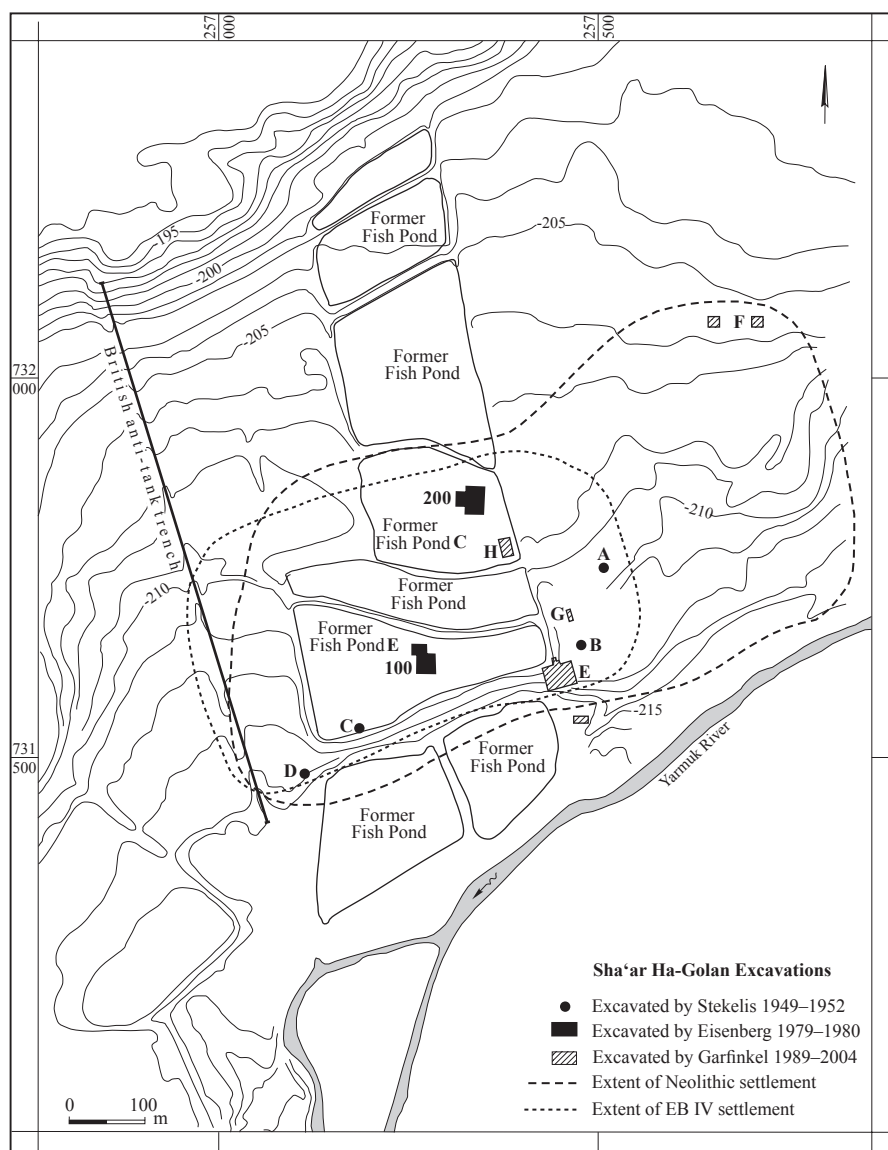 257
000
257
500
-195
-200
-205
-205
Former
Fish Pond
Former
Fish Pond
F
732
000
British anti-tank trench
200
Former
Fish Pond C
H
-210
A
-210
Former
Fish Pond
G
B
Former
Fish Pond E
100
E
C
-215
D
731
500
Former
Fish Pond
Former
Fish Pond
Yarmuk River
Sha‘ar Ha-Golan Excavations
Excavated by Stekelis 1949–1952
Excavated by Eisenberg 1979–1980
Excavated by Garfinkel 1989–2004
Extent of Neolithic settlement
Extent of EB IV settlement
0 100
m